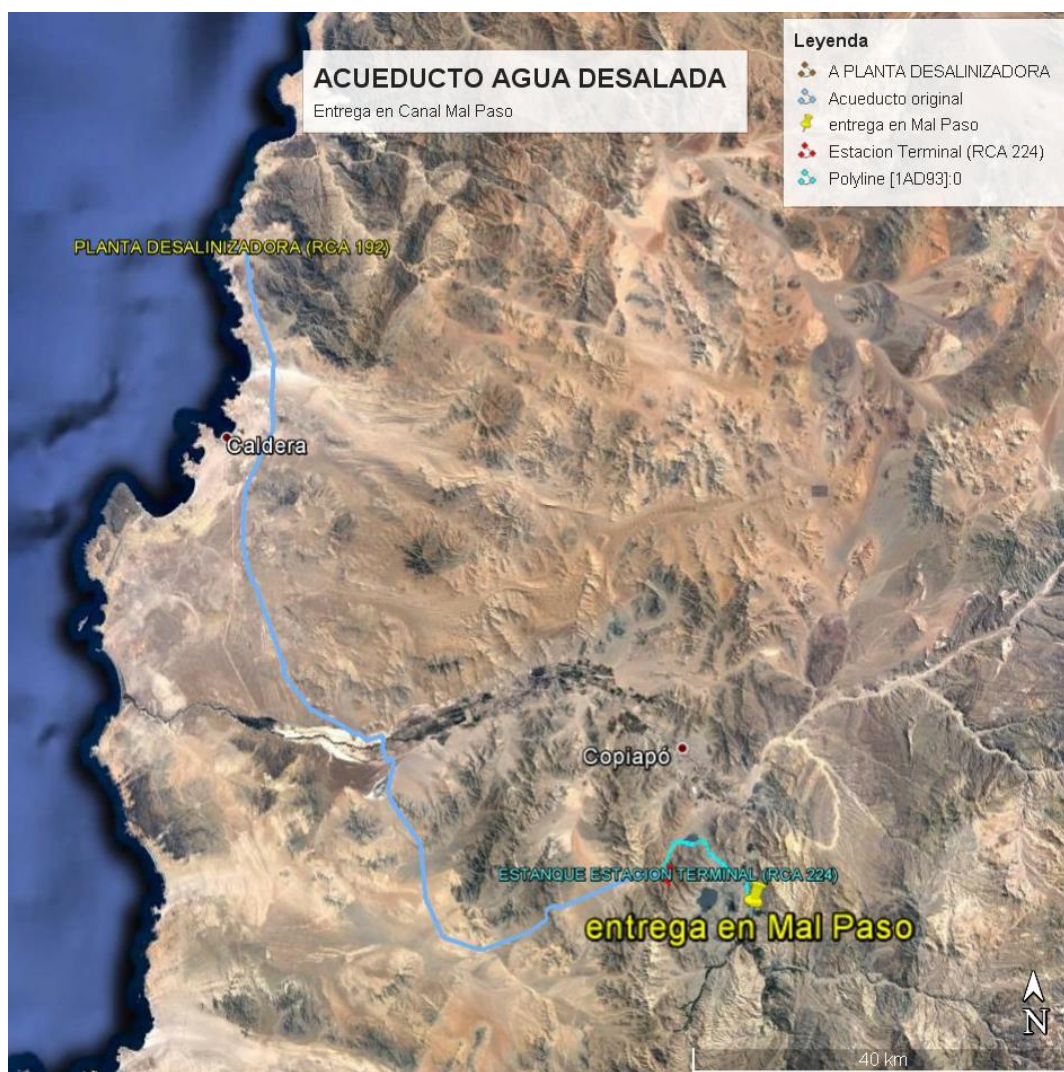 ACUEDUCTO AGUA DESALADA
Entrega en Canal Mal Paso
Leyenda
A PLANTA DESALINIZADORA
Acueducto original
entrega en Mal Paso
Estacion Terminal (RCA 224)
Polyline [1AD93]:0
PLANTA DESALINIZADORA (RCA 192)
Caldera
Copiapó
ESTANQUE ESTACION TERMINAL (RCA 224)
entrega en Mal Paso
N
40 km